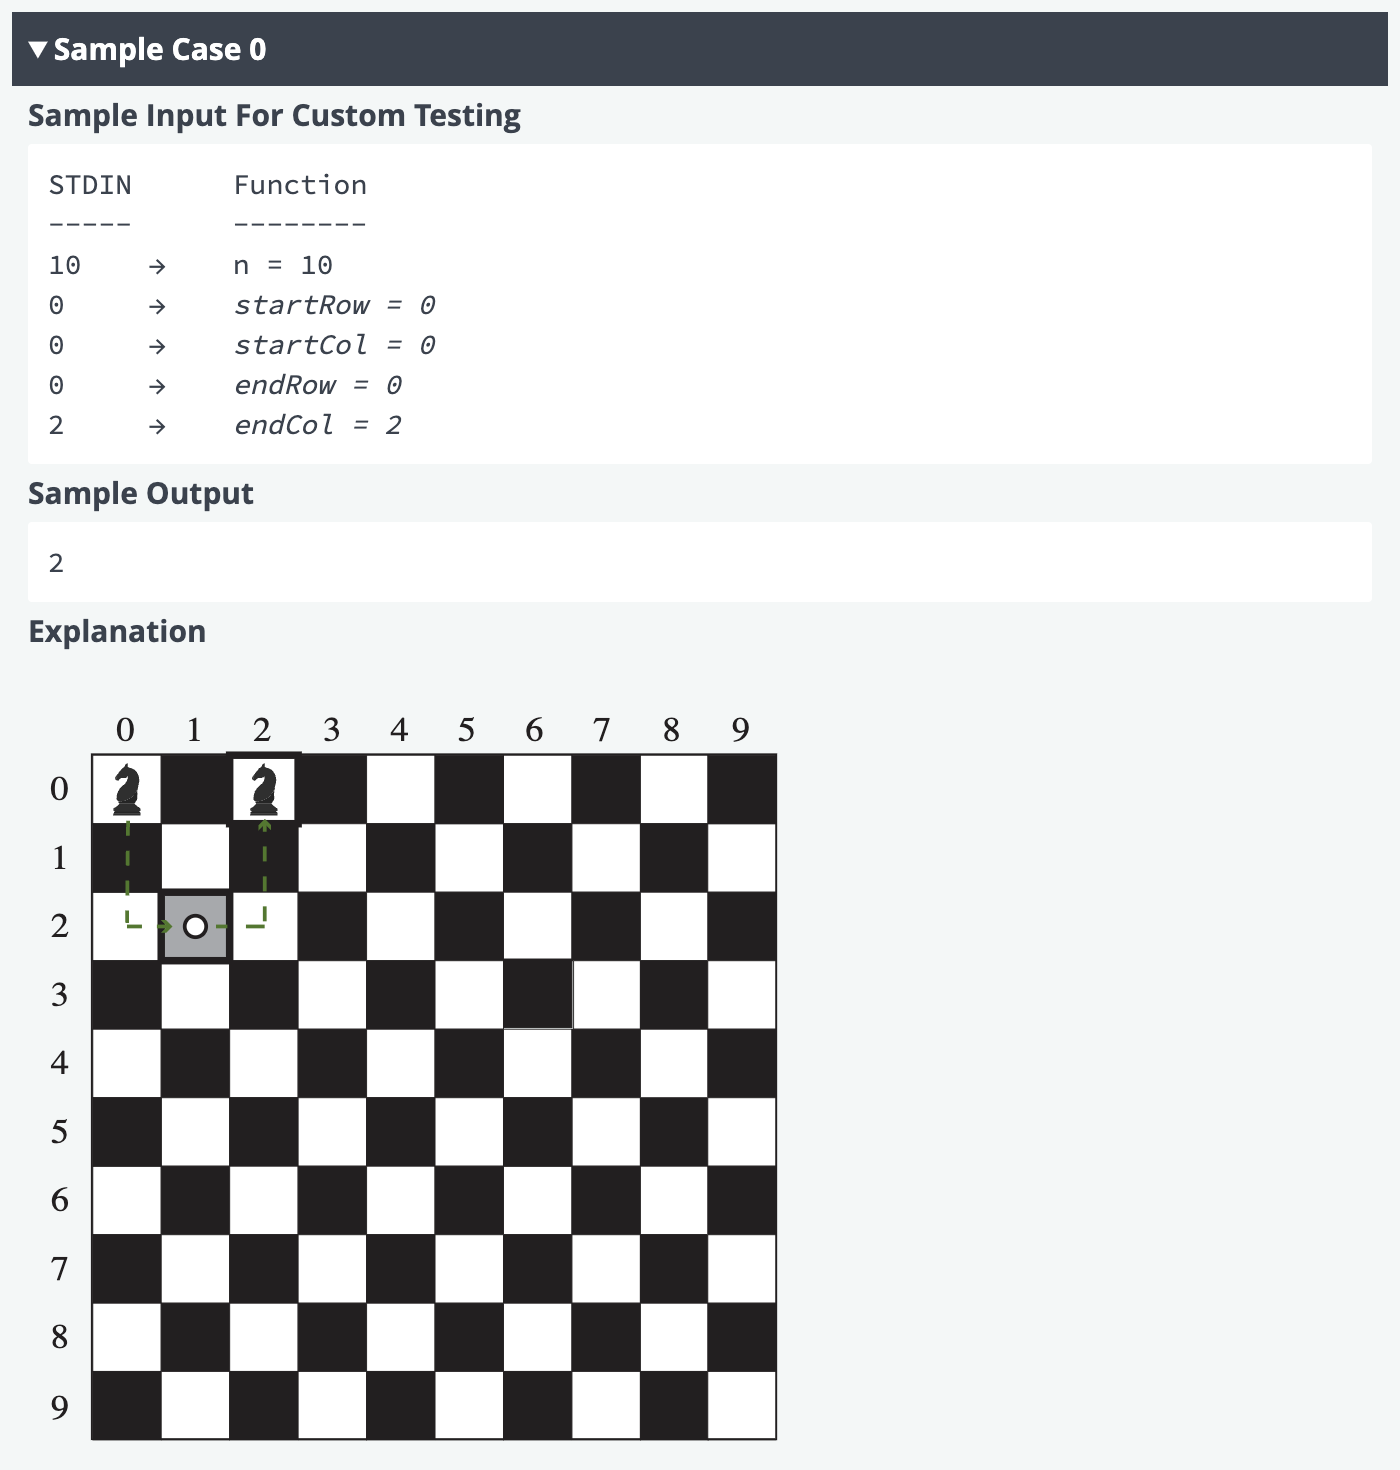 ▼ Sample Case 0
Sample Input For Custom Testing
STDIN Function
----- --------
10 → n = 10
0 → startRow = 0
0 → startCol = 0
0 → endRow = 0
2 → endCol = 2
Sample Output
2
Explanation
0 1 2 3 4 5 6 7 8 9
0
1
2
3
4
5
6
7
8
9